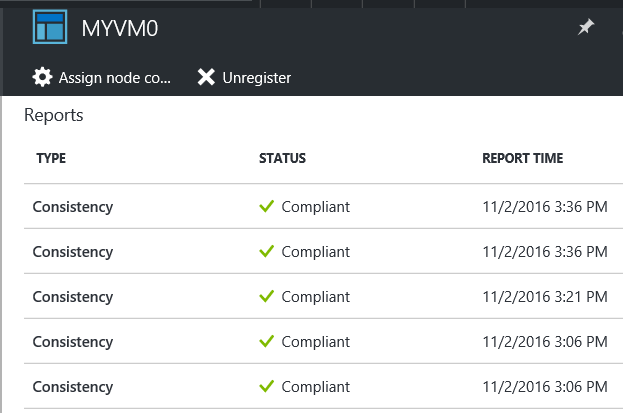 MYVM0
Assign node co... Unregister
Reports
TYPE STATUS REPORT TIME
Consistency Compliant 11/2/2016 3:36 PM
Consistency Compliant 11/2/2016 3:36 PM
Consistency Compliant 11/2/2016 3:21 PM
Consistency Compliant 11/2/2016 3:06 PM
Consistency Compliant 11/2/2016 3:06 PM